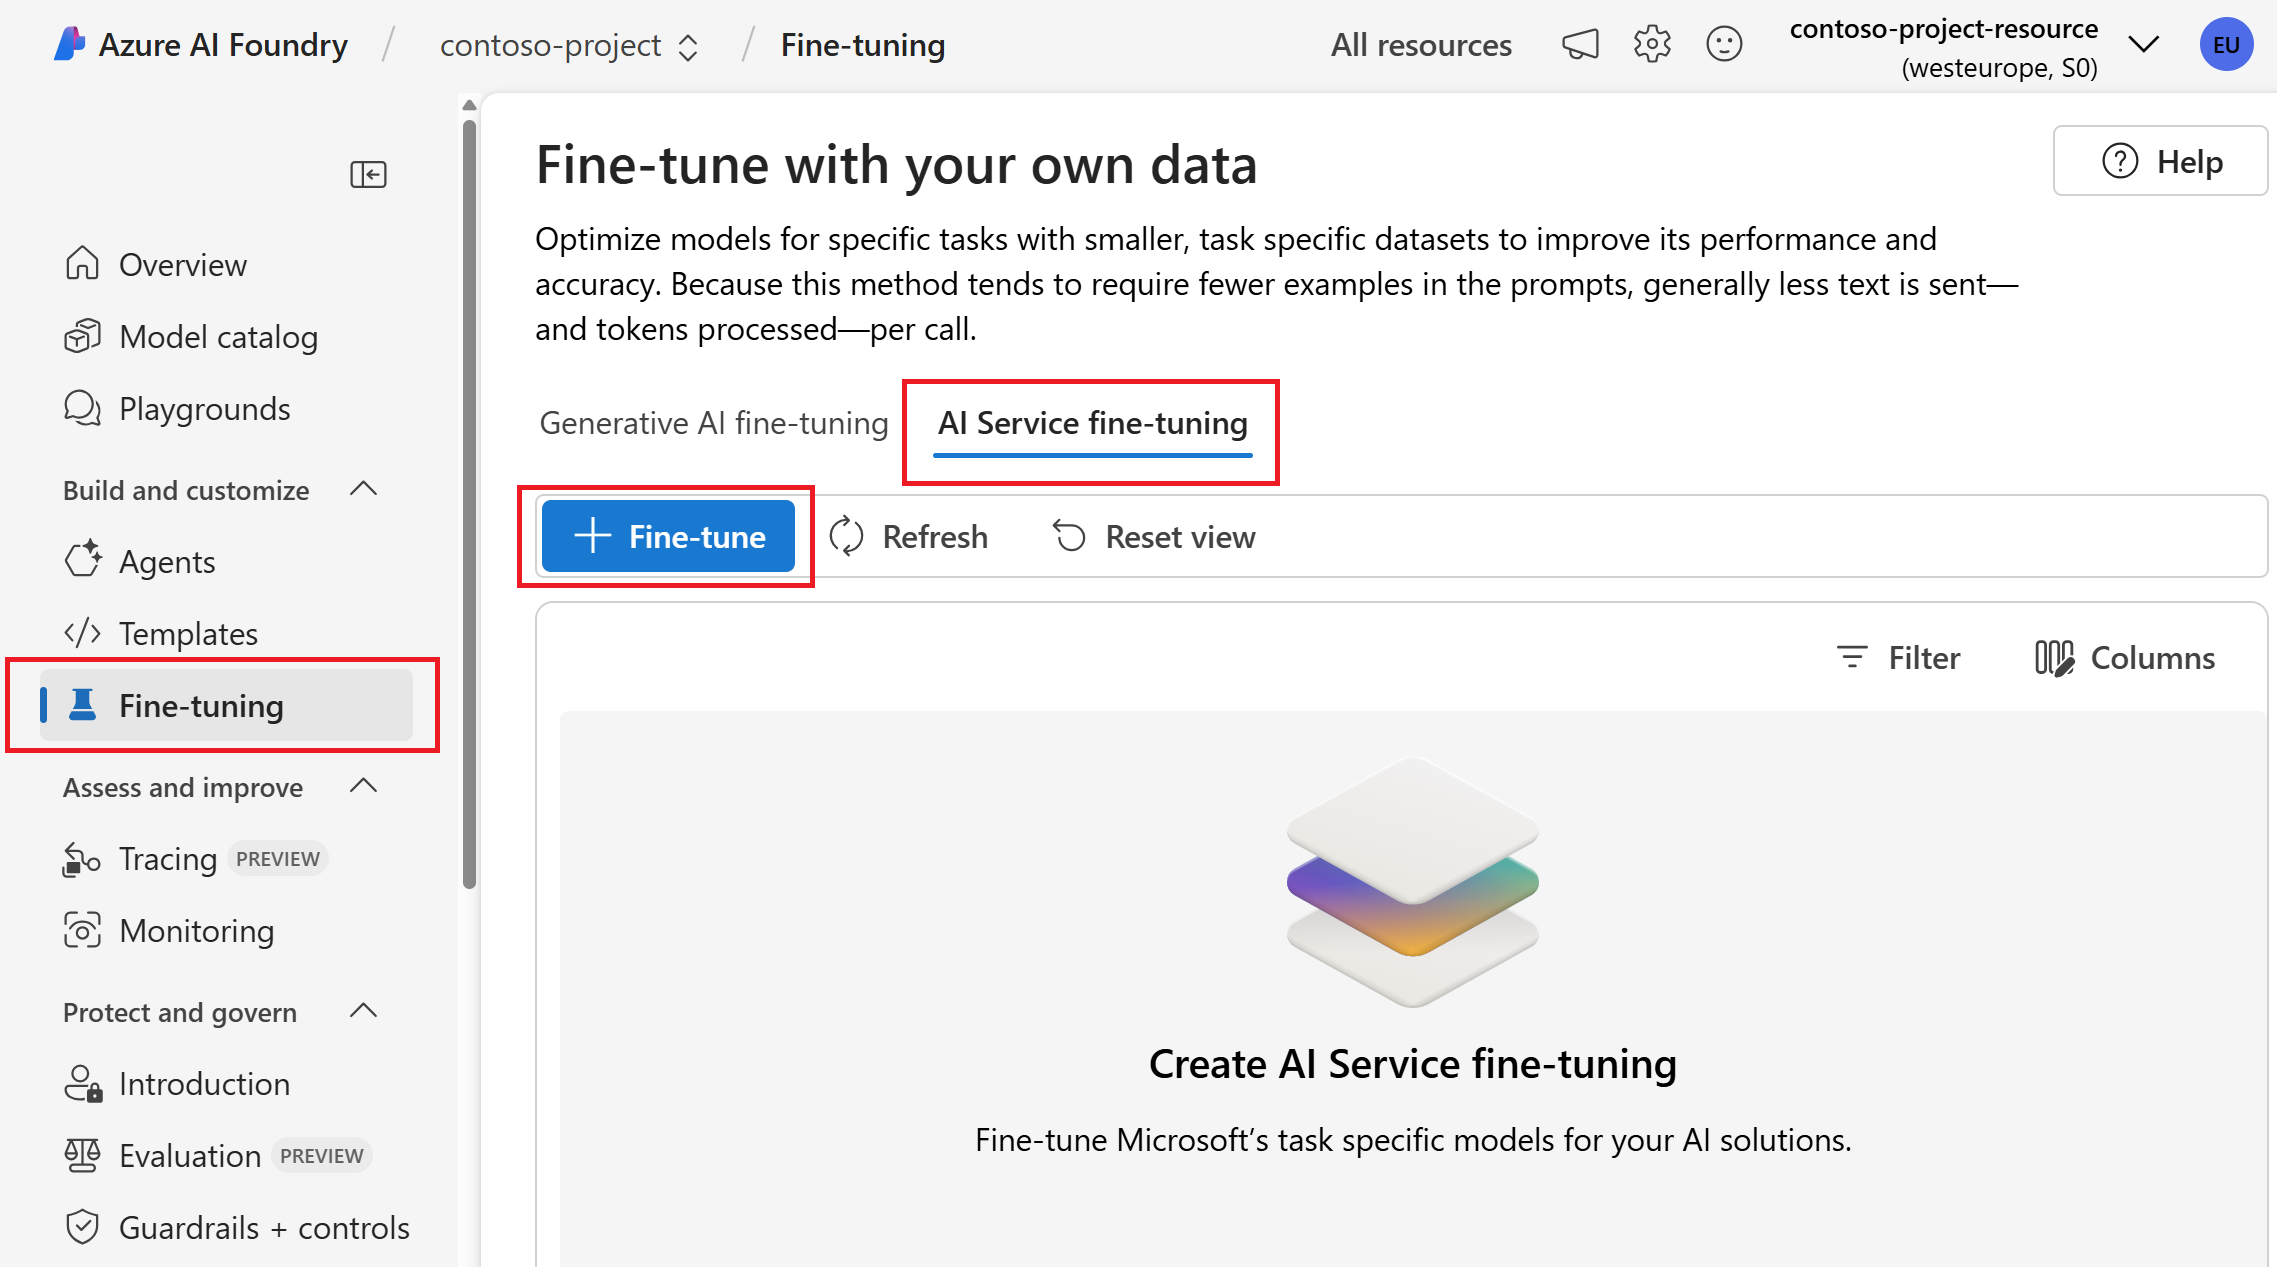 Azure AI Foundry / contoso-project / Fine-tuning
All resources
contoso-project-resource
(westeurope, S0)
EU
Overview
Model catalog
Playgrounds
Build and customize
Agents
Templates
Fine-tuning
Assess and improve
Tracing PREVIEW
Monitoring
Protect and govern
Introduction
Evaluation PREVIEW
Guardrails + controls
Fine-tune with your own data
Help
Optimize models for specific tasks with smaller, task specific datasets to improve its performance and
accuracy. Because this method tends to require fewer examples in the prompts, generally less text is sent—
and tokens processed—per call.
Generative AI fine-tuning
AI Service fine-tuning
Fine-tune
Refresh
Reset view
Filter
Columns
Create AI Service fine-tuning
Fine-tune Microsoft’s task specific models for your AI solutions.